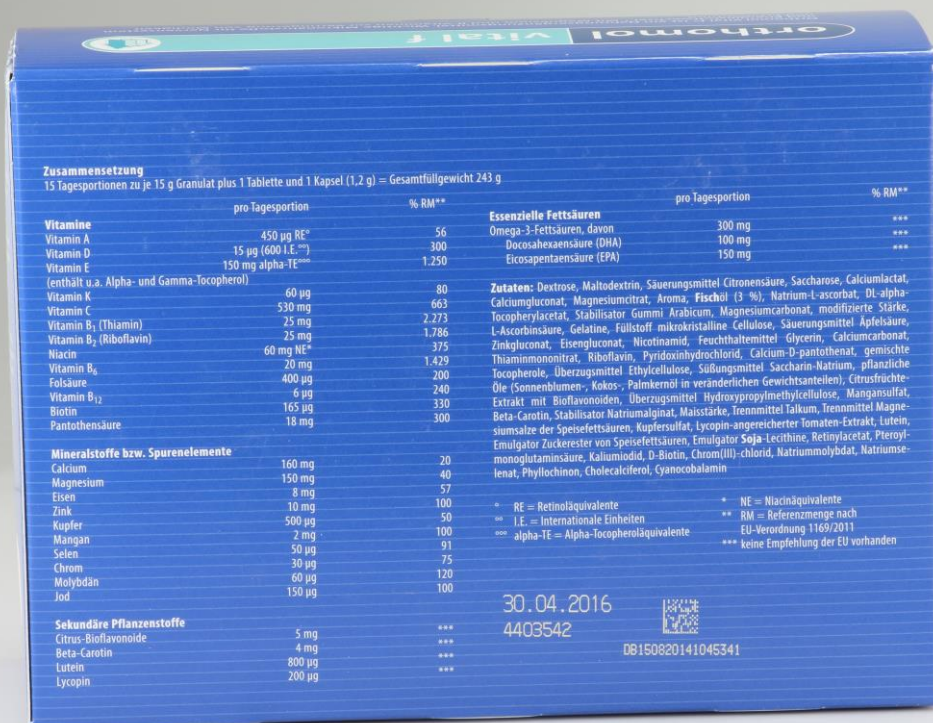 orthomol
vital f
Zusammensetzung
15 Tagesportionen zu je 15 g Granulat plus 1 Tablette und 1 Kapsel (1,2 g) = Gesamtfüllgewicht 243 g
pro Tagesportion % RM**
Vitamine
Vitamin A 450 µg RE° 56
Vitamin D 15 µg (600 I.E.°°) 300
Vitamin E 150 mg alpha-TE°°° 1.250
(enthält u.a. Alpha- und Gamma-Tocopherol)
Vitamin K 60 µg 80
Vitamin C 530 mg 663
Vitamin B1 (Thiamin) 25 mg 2.273
Vitamin B2 (Riboflavin) 25 mg 1.786
Niacin 60 mg NE* 375
Vitamin B6 20 mg 1.429
Folsäure 400 µg 200
Vitamin B12 6 µg 240
Biotin 165 µg 330
Pantothensäure 18 mg 300
Mineralstoffe bzw. Spurenelemente
Calcium 160 mg 20
Magnesium 150 mg 40
Eisen 8 mg 57
Zink 10 mg 100
Kupfer 500 µg 50
Mangan 2 mg 100
Selen 50 µg 91
Chrom 30 µg 75
Molybdän 60 µg 120
Jod 150 µg 100
Sekundäre Pflanzenstoffe
Citrus-Bioflavonoide 5 mg ***
Beta-Carotin 4 mg ***
Lutein 800 µg ***
Lycopin 200 µg ***
pro Tagesportion % RM**
Essenzielle Fettsäuren
Omega-3-Fettsäuren, davon 300 mg ***
Docosahexaensäure (DHA) 100 mg ***
Eicosapentaensäure (EPA) 150 mg ***
Zutaten: Dextrose, Maltodextrin, Säuerungsmittel Citronensäure, Saccharose, Calciumlactat,
Calciumgluconat, Magnesiumcitrat, Aroma, Fischöl (3 %), Natrium-L-ascorbat, DL-alpha-
Tocopherylacetat, Stabilisator Gummi Arabicum, Magnesiumcarbonat, modifizierte Stärke,
L-Ascorbinsäure, Gelatine, Füllstoff mikrokristalline Cellulose, Säuerungsmittel Äpfelsäure,
Zinkgluconat, Eisengluconat, Nicotinamid, Feuchthaltemittel Glycerin, Calciumcarbonat,
Thiaminmononitrat, Riboflavin, Pyridoxinhydrochlorid, Calcium-D-pantothenat, gemischte
Tocopherole, Überzugsmittel Ethylcellulose, Süßungsmittel Saccharin-Natrium, pflanzliche
Öle (Sonnenblumen-, Kokos-, Palmkernöl in veränderlichen Gewichtsanteilen), Citrusfrüchte-
Extrakt mit Bioflavonoiden, Überzugsmittel Hydroxypropylmethylcellulose, Mangansulfat,
Beta-Carotin, Stabilisator Natriumalginat, Maisstärke, Trennmittel Talkum, Trennmittel Magne-
siumsalze der Speisefettsäuren, Kupfersulfat, Lycopin-angereicherter Tomaten-Extrakt, Lutein,
Emulgator Zuckerester von Speisefettsäuren, Emulgator Soja-Lecithine, Retinylacetat, Pteroyl-
monoglutaminsäure, Kaliumiodid, D-Biotin, Chrom(III)-chlorid, Natriummolybdat, Natriumse-
lenat, Phyllochinon, Cholecalciferol, Cyanocobalamin
° RE = Retinoläquivalente
°° I.E. = Internationale Einheiten
°°° alpha-TE = Alpha-Tocopheroläquivalente
* NE = Niacinäquivalente
** RM = Referenzmenge nach
EU-Verordnung 1169/2011
*** keine Empfehlung der EU vorhanden
30.04.2016
4403542
DB150820141045341